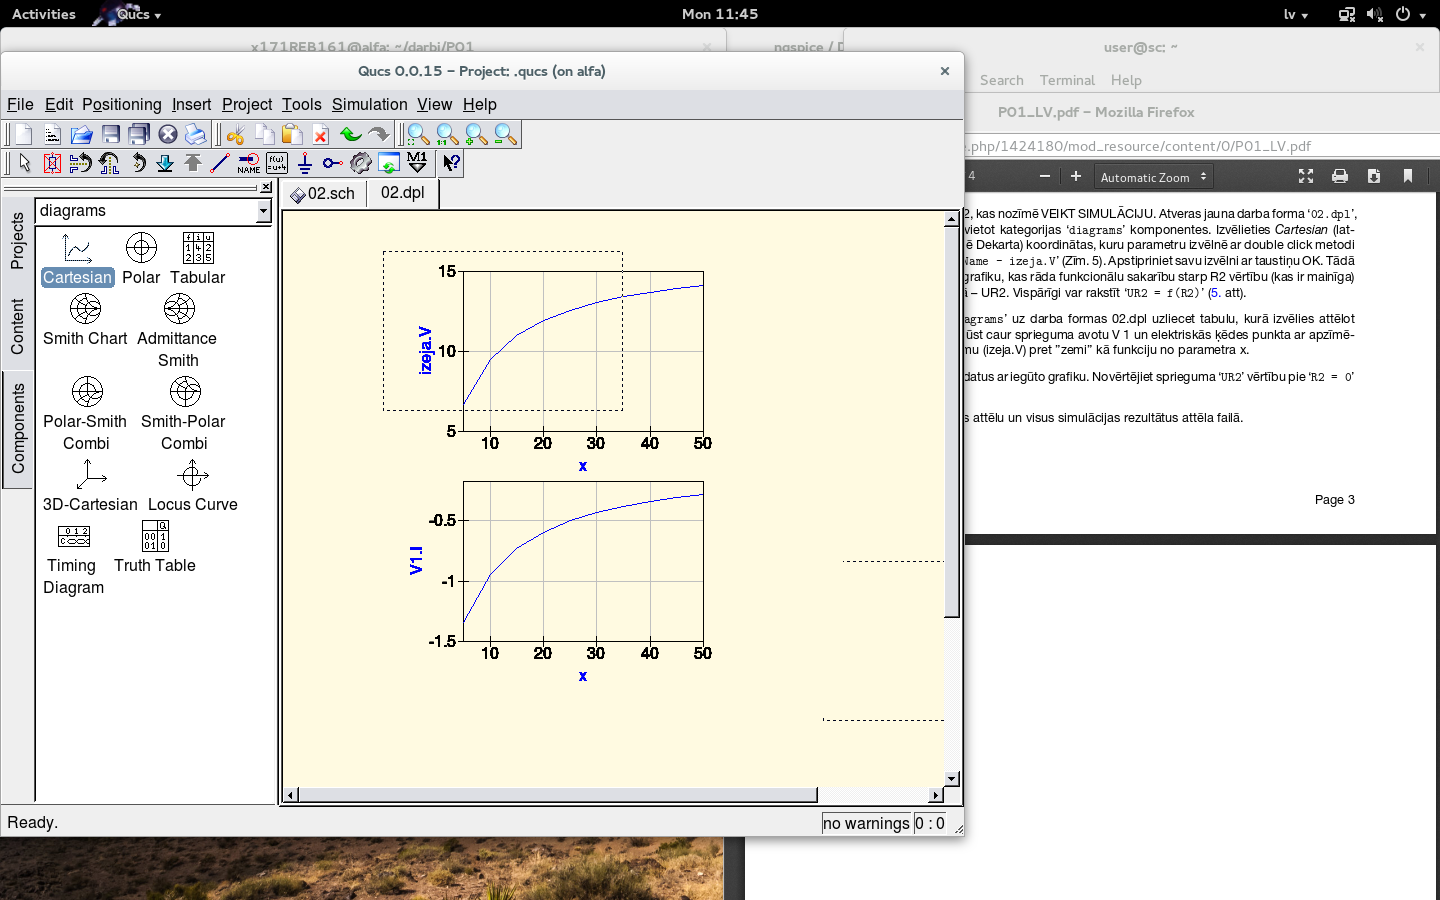 Activities
Qucs
Mon 11:45
lv
x171REB161@alfa: ~/darbi/P01
ngspice / D
user@sc: ~
Search Terminal Help
P01_LV.pdf – Mozilla Firefox
e.php/1424180/mod_resource/content/0/P01_LV.pdf
4
Automatic Zoom
Qucs 0.0.15 – Project: .qucs (on alfa)
File Edit Positioning Insert Project Tools Simulation View Help
NAME
M1
02.sch
02.dpl
Projects
Content
Components
diagrams
Cartesian Polar Tabular
Smith Chart Admittance
Smith
Polar-Smith Smith-Polar
Combi Combi
3D-Cartesian Locus Curve
Timing Truth Table
Diagram
15
10
5
izeja.V
10 20 30 40 50
x
-0.5
-1
-1.5
V1.I
10 20 30 40 50
x
Ready.
no warnings 0 : 0
2, kas nozīmē VEIKT SIMULĀCIJU. Atveras jauna darba forma ‘02.dpl’,
vietot kategorijas ‘diagrams’ komponentes. Izvēlieties Cartesian (lat-
ē Dekarta) koordinātas, kuru parametru izvēlnē ar double click metodi
Name – izeja.V’ (Zīm. 5). Apstipriniet savu izvēlni ar taustiņu OK. Tādā
grafiku, kas rāda funkcionālu sakarību starp R2 vērtību (kas ir mainīga)
ā – UR2. Vispārīgi var rakstīt ‘UR2 = f(R2)’ (5. att).
agrams’ uz darba formas 02.dpl uzliecet tabulu, kurā izvēlies attēlot
ūst caur sprieguma avotu V 1 un elektriskās ķēdes punkta ar apzīmē-
mu (izeja.V) pret ”zemi” kā funkciju no parametra x.
datus ar iegūto grafiku. Novērtējiet sprieguma ‘UR2’ vērtību pie ‘R2 = 0’
s attēlu un visus simulācijas rezultātus attēla failā.
Page 3